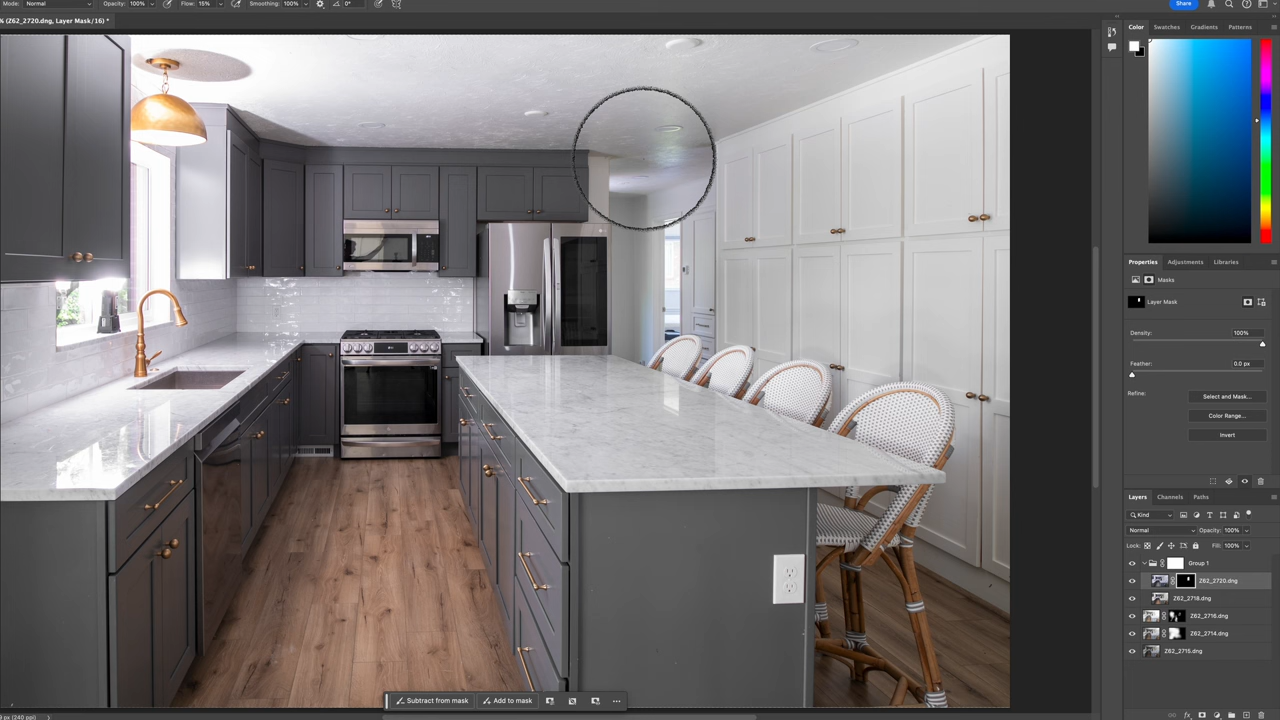 Mode: Normal Opacity: 100% Flow: 15% Smoothing: 100% 0° Share
% (Z62_2720.dng, Layer Mask/16) *
Color Swatches Gradients Patterns
Properties Adjustments Libraries
Masks
Layer Mask
Density: 100%
Feather: 0.0 px
Refine: Select and Mask...
Color Range...
Invert
Layers Channels Paths
Kind
Normal Opacity: 100%
Lock: Fill: 100%
Group 1
Z62_2720.dng
Z62_2718.dng
Z62_2716.dng
Z62_2714.dng
Z62_2715.dng
Subtract from mask Add to mask
px (240 ppi)